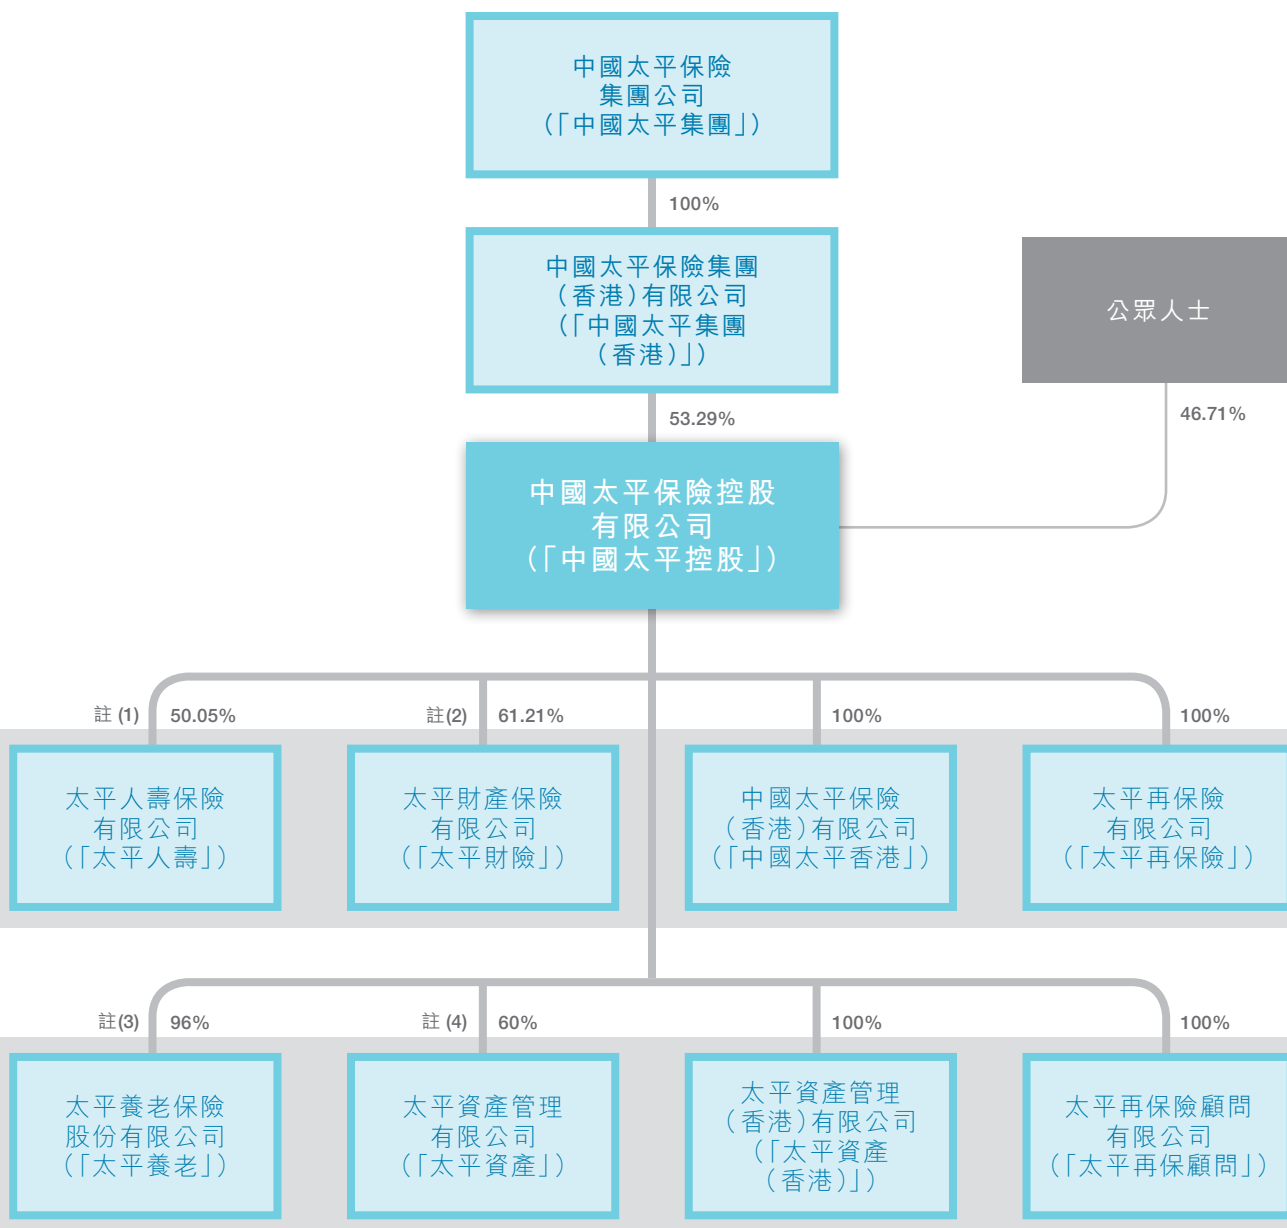 中國太平保險
集團公司
（「中國太平集團」）
100%
中國太平保險集團
（香港）有限公司
（「中國太平集團
（香港）」）
公眾人士
53.29%
46.71%
中國太平保險控股
有限公司
（「中國太平控股」）
註 (1) 50.05%
註(2) 61.21%
100%
100%
太平人壽保險
有限公司
（「太平人壽」）
太平財產保險
有限公司
（「太平財險」）
中國太平保險
（香港）有限公司
（「中國太平香港」）
太平再保險
有限公司
（「太平再保險」）
註(3) 96%
註 (4) 60%
100%
100%
太平養老保險
股份有限公司
（「太平養老」）
太平資產管理
有限公司
（「太平資產」）
太平資產管理
（香港）有限公司
（「太平資產
（香港）」）
太平再保險顧問
有限公司
（「太平再保顧問」）